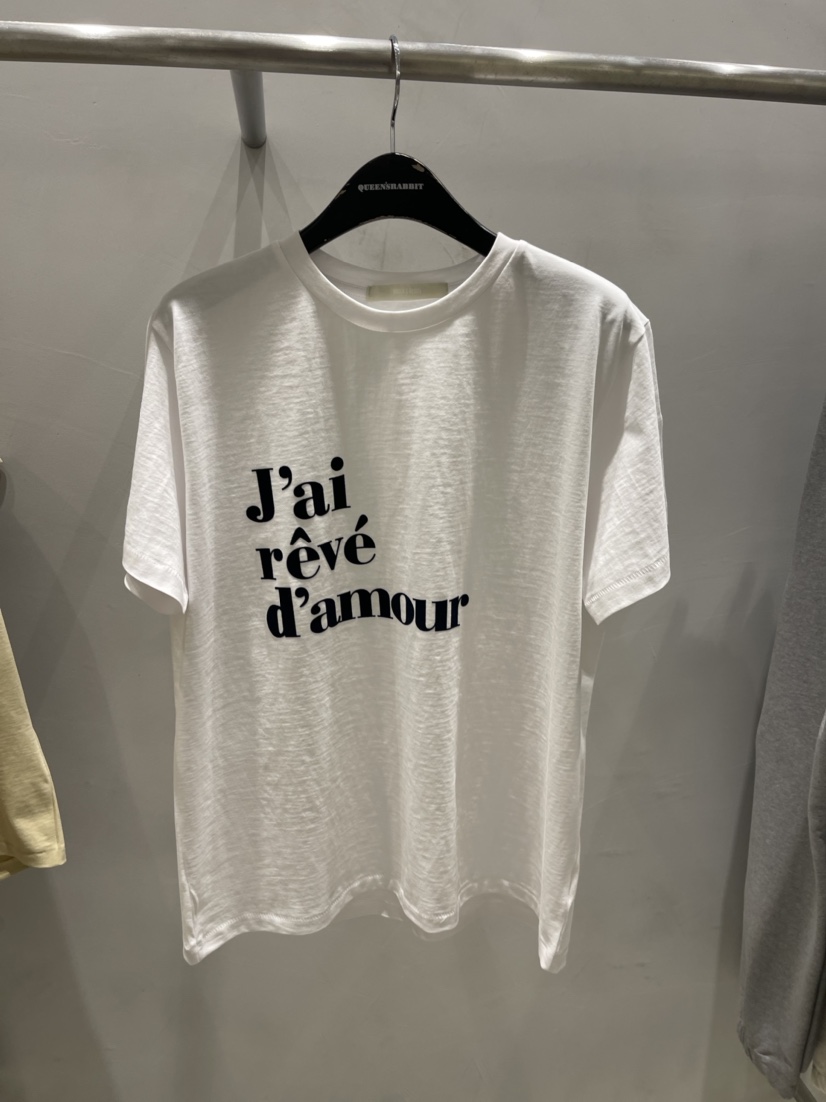 QUEENSRABBIT
J'ai
rêvé
d'amour